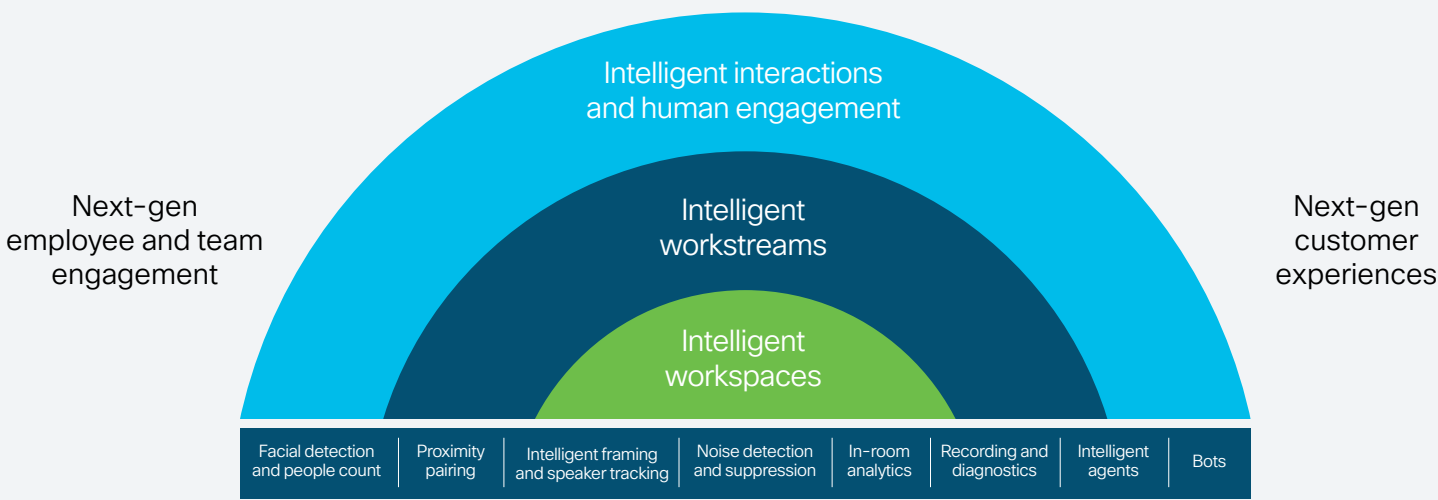 Intelligent interactions
and human engagement
Next-gen
employee and team
engagement
Intelligent
workstreams
Next-gen
customer
experiences
Intelligent
workspaces
Facial detection
and people count
Proximity
pairing
Intelligent framing
and speaker tracking
Noise detection
and suppression
In-room
analytics
Recording and
diagnostics
Intelligent
agents
Bots